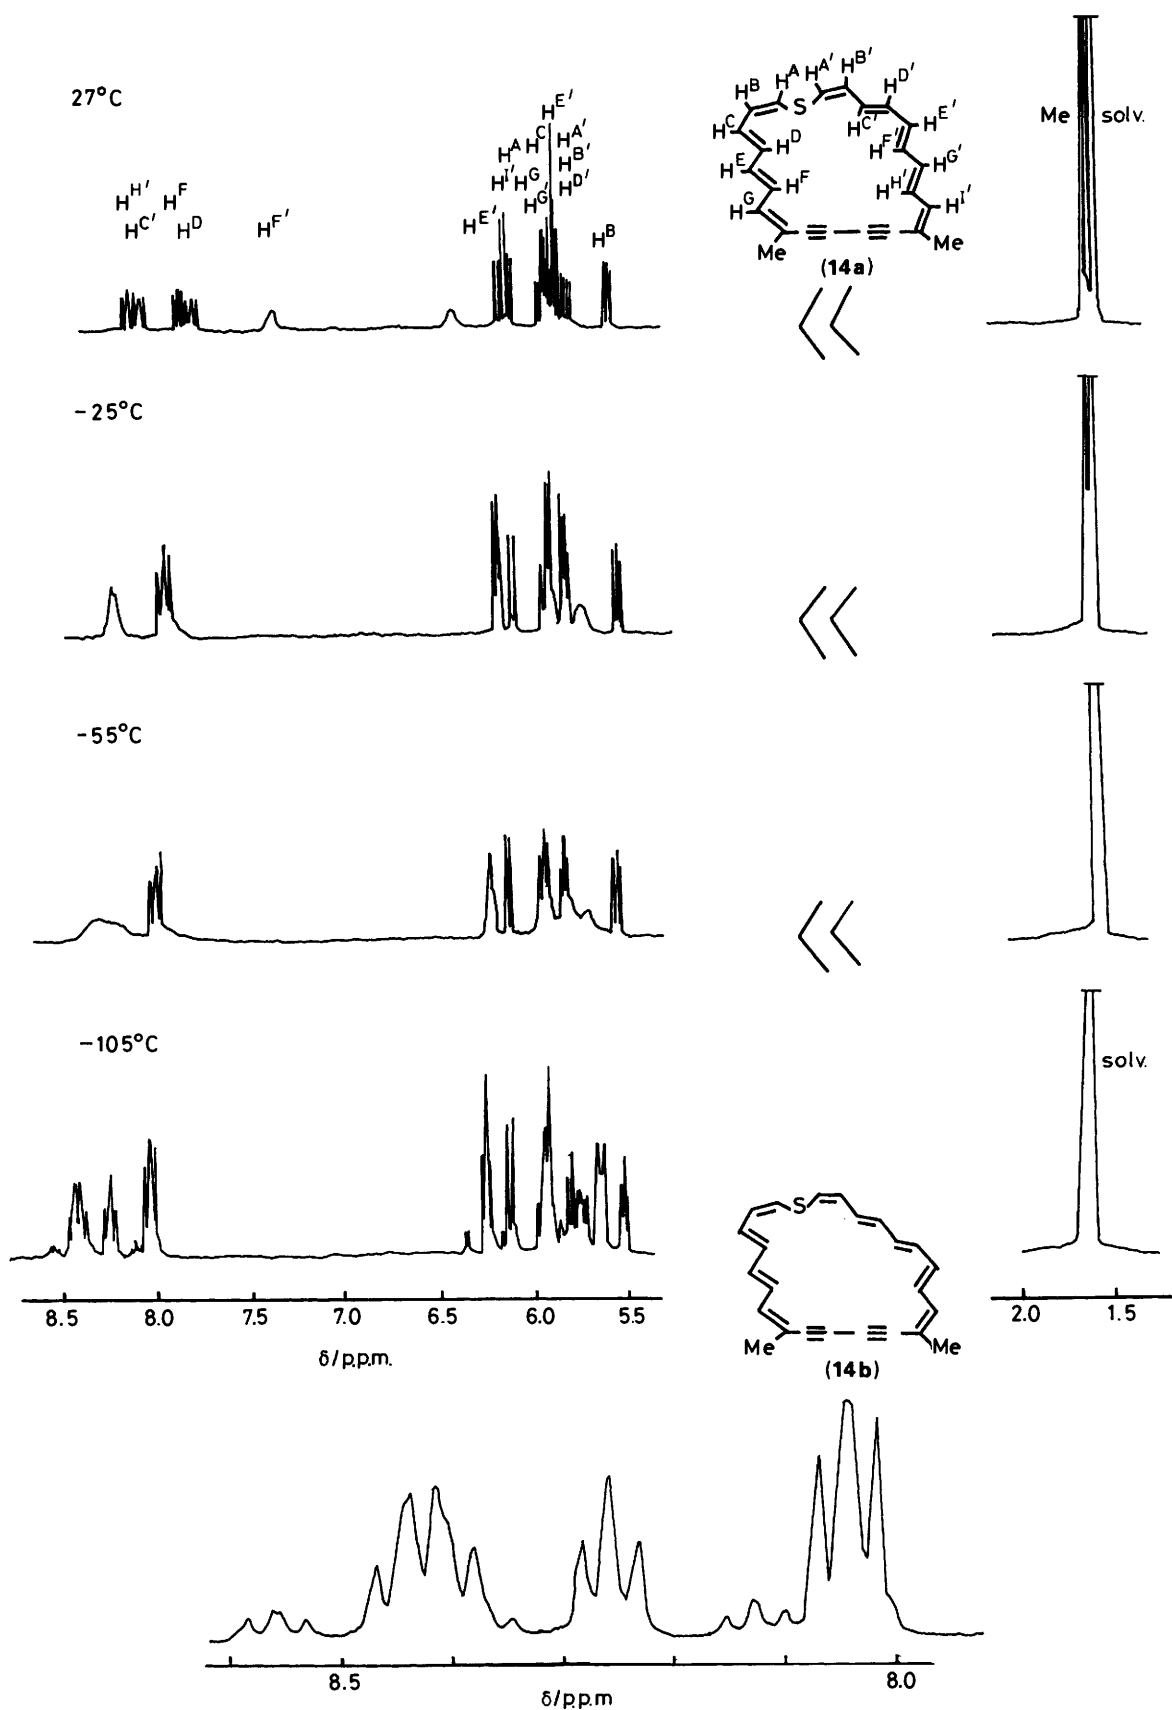 27°C
H^H' H^F
H^C' H^D
H^F'
H^E'
H^E'
H^C H^A'
H^A H^B'
H^I' H^G H^D'
H^G'
H^E'
H^B
H^A H^A' H^B'
H^B H^D'
S
H^C H^C' H^E'
H^D H^F'
H^E H^G'
H^F H^H'
H^G H^I'
Me Me
(14a)
Me solv.
-25°C
-55°C
-105°C
solv.
S
Me Me
(14b)
8.5 8.0 7.5 7.0 6.5 6.0 5.5
δ/p.p.m.
2.0 1.5
8.5 8.0
δ/p.p.m